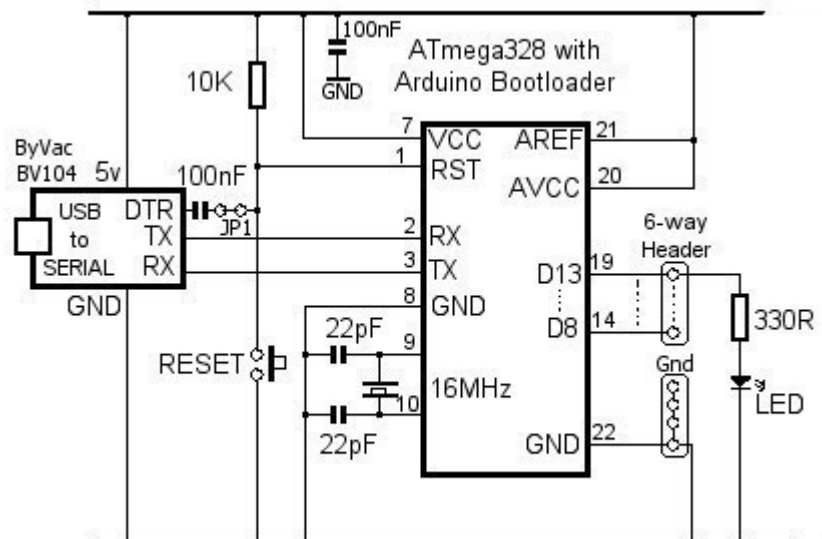 100nF
GND
ATmega328 with
Arduino Bootloader
10K
ByVac
BV104
5v
100nF
JP1
USB
to
SERIAL
DTR
TX
RX
GND
RESET
22pF
22pF
7
1
2
3
8
9
10
VCC
RST
RX
TX
GND
16MHz
AREF
AVCC
D13
D8
GND
21
20
19
14
22
6-way
Header
Gnd
330R
LED